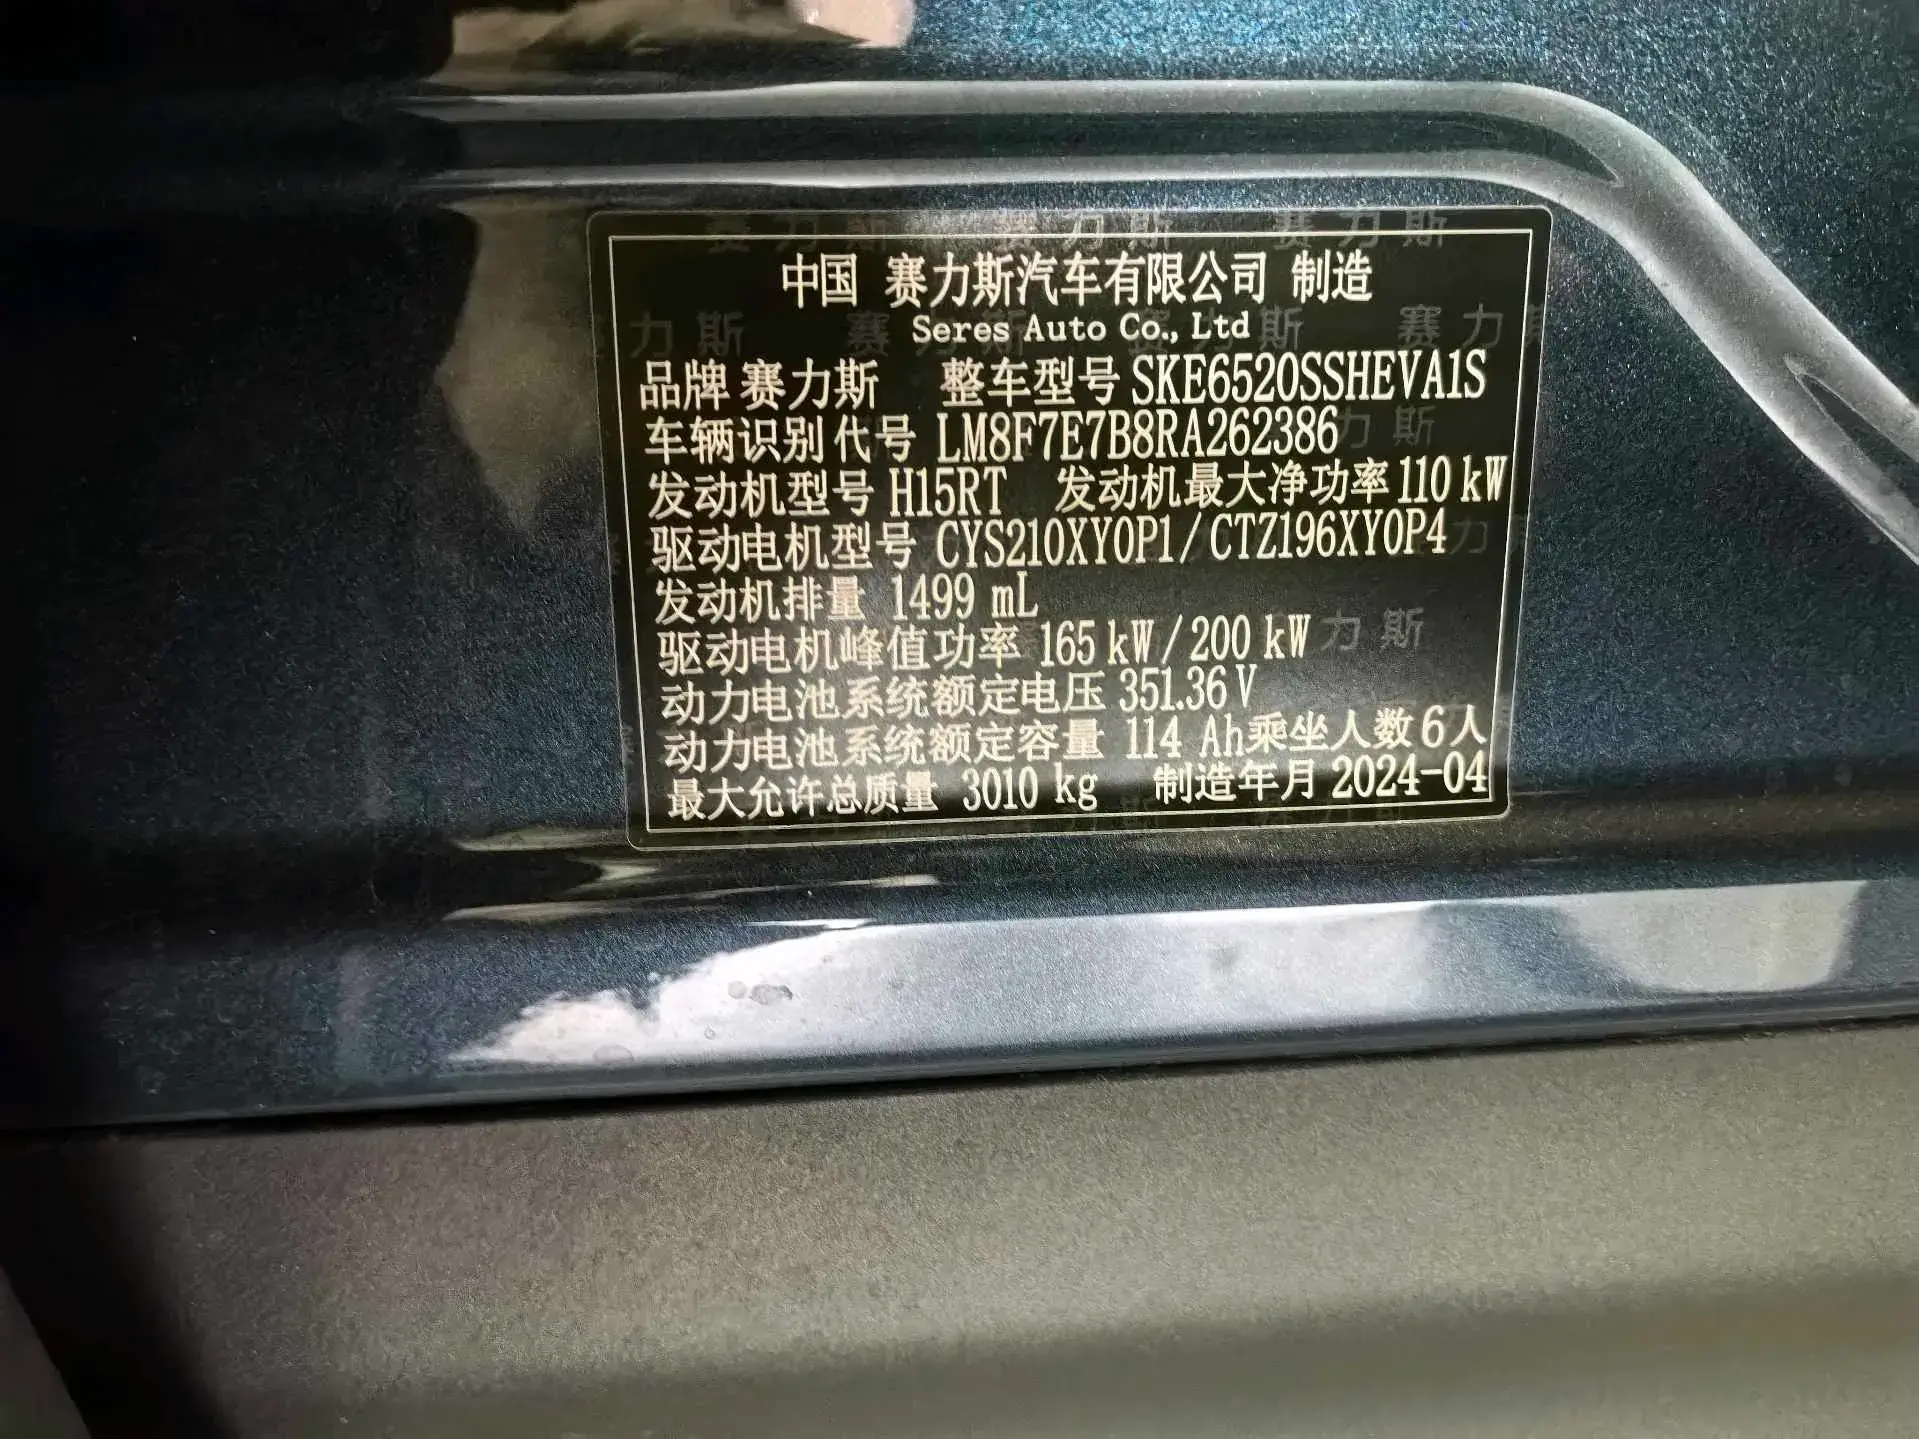 中国 赛力斯汽车有限公司 制造
Seres Auto Co., Ltd
品牌 赛力斯 整车型号 SKE6520SSHEVA1S
车辆识别代号 LM8F7E7B8RA262386
发动机型号 H15RT 发动机最大净功率 110 kW
驱动电机型号 CYS210XY0P1/CTZ196XY0P4
发动机排量 1499 mL
驱动电机峰值功率 165 kW/200 kW
动力电池系统额定电压 351.36 V
动力电池系统额定容量 114 Ah 乘坐人数 6人
最大允许总质量 3010 kg 制造年月 2024-04